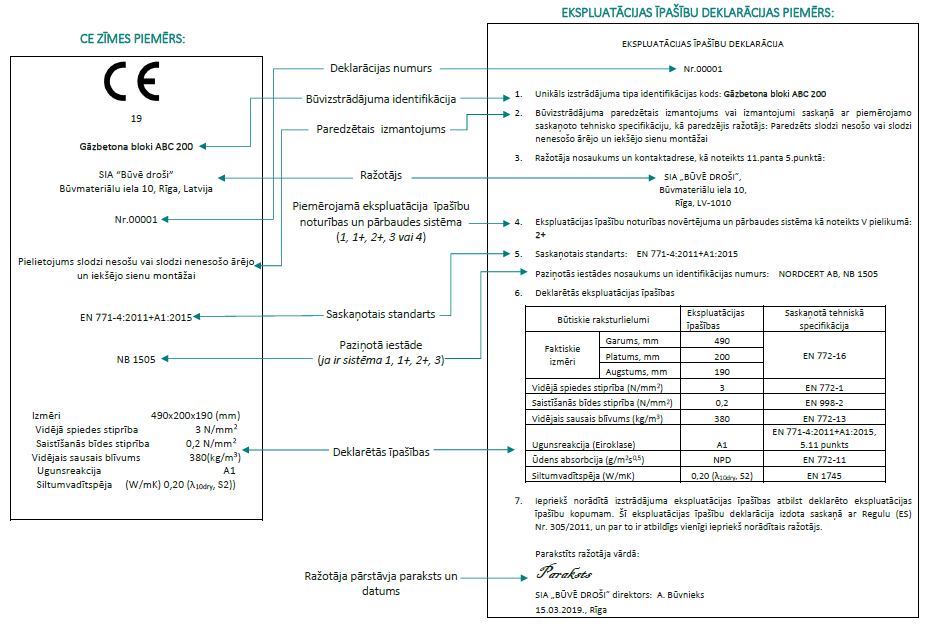 CE ZĪMES PIEMĒRS:
CE
19
Gāzbetona bloki ABC 200
SIA "Būvē droši"
Būvmateriālu iela 10, Rīga, Latvija
Nr.00001
Pielietojums slodzi nesošu vai slodzi nenesošo ārējo
un iekšējo sienu montāžai
EN 771-4:2011+A1:2015
NB 1505
Izmēri 490x200x190 (mm)
Vidējā spiedes stiprība 3 N/mm²
Saistīšanās bīdes stiprība 0,2 N/mm²
Vidējais sausais blīvums 380(kg/m³)
Ugunsreakcija A1
Siltumvadītspēja (W/mK) 0,20 (λ10dry, S2))
Deklarācijas numurs
Būvizstrādājuma identifikācija
Paredzētais izmantojums
Ražotājs
Piemērojamā ekspluatācija īpašību
noturības un pārbaudes sistēma
(1, 1+, 2+, 3 vai 4)
Saskaņotais standarts
Paziņotā iestāde
(ja ir sistēma 1, 1+, 2+, 3)
Deklarētās īpašības
Ražotāja pārstāvja paraksts un
datums
EKSPLUATĀCIJAS ĪPAŠĪBU DEKLARĀCIJAS PIEMĒRS:
EKSPLUATĀCIJAS ĪPAŠĪBU DEKLARĀCIJA
Nr.00001
1. Unikāls izstrādājuma tipa identifikācijas kods: Gāzbetona bloki ABC 200
2. Būvizstrādājuma paredzētais izmantojums vai izmantojumi saskaņā ar piemērojamo
saskaņoto tehnisko specifikāciju, kā paredzējis ražotājs: Paredzēts slodzi nesošo vai slodzi
nenesošo ārējo un iekšējo sienu montāžai
3. Ražotāja nosaukums un kontaktadrese, kā noteikts 11.panta 5.punktā:
SIA „BŪVĒ DROŠI",
Būvmateriālu iela 10,
Rīga, LV-1010
4. Ekspluatācijas īpašību noturības novērtējuma un pārbaudes sistēma kā noteikts V pielikumā:
2+
5. Saskaņotais standarts: EN 771-4:2011+A1:2015
Paziņotās iestādes nosaukums un identifikācijas numurs: NORDCERT AB, NB 1505
6. Deklarētās ekspluatācijas īpašības
Būtiskie raksturlielumi Ekspluatācijas īpašības Saskaņotā tehniskā specifikācija
Faktiskie izmēri Garums, mm 490 EN 772-16
Platums, mm 200
Augstums, mm 190
Vidējā spiedes stiprība (N/mm²) 3 EN 772-1
Saistīšanās bīdes stiprība (N/mm²) 0,2 EN 998-2
Vidējais sausais blīvums (kg/m³) 380 EN 772-13
Ugunsreakcija (Eiroklase) A1 EN 771-4:2011+A1:2015, 5.11 punkts
Ūdens absorbcija (g/m²s⁰·⁵) NPD EN 772-11
Siltumvadītspēja (W/mK) 0,20 (λ10dry, S2) EN 1745
7. Iepriekš norādītā izstrādājuma ekspluatācijas īpašības atbilst deklarēto ekspluatācijas
īpašību kopumam. Šī ekspluatācijas īpašību deklarācija izdota saskaņā ar Regulu (ES)
Nr. 305/2011, un par to ir atbildīgs vienīgi iepriekš norādītais ražotājs.
Parakstīts ražotāja vārdā:
Paraksts
SIA „BŪVĒ DROŠI" direktors: A. Būvnieks
15.03.2019., Rīga